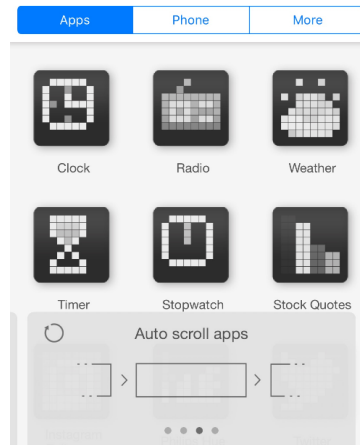 Apps Phone More
Clock Radio Weather
Timer Stopwatch Stock Quotes
Auto scroll apps